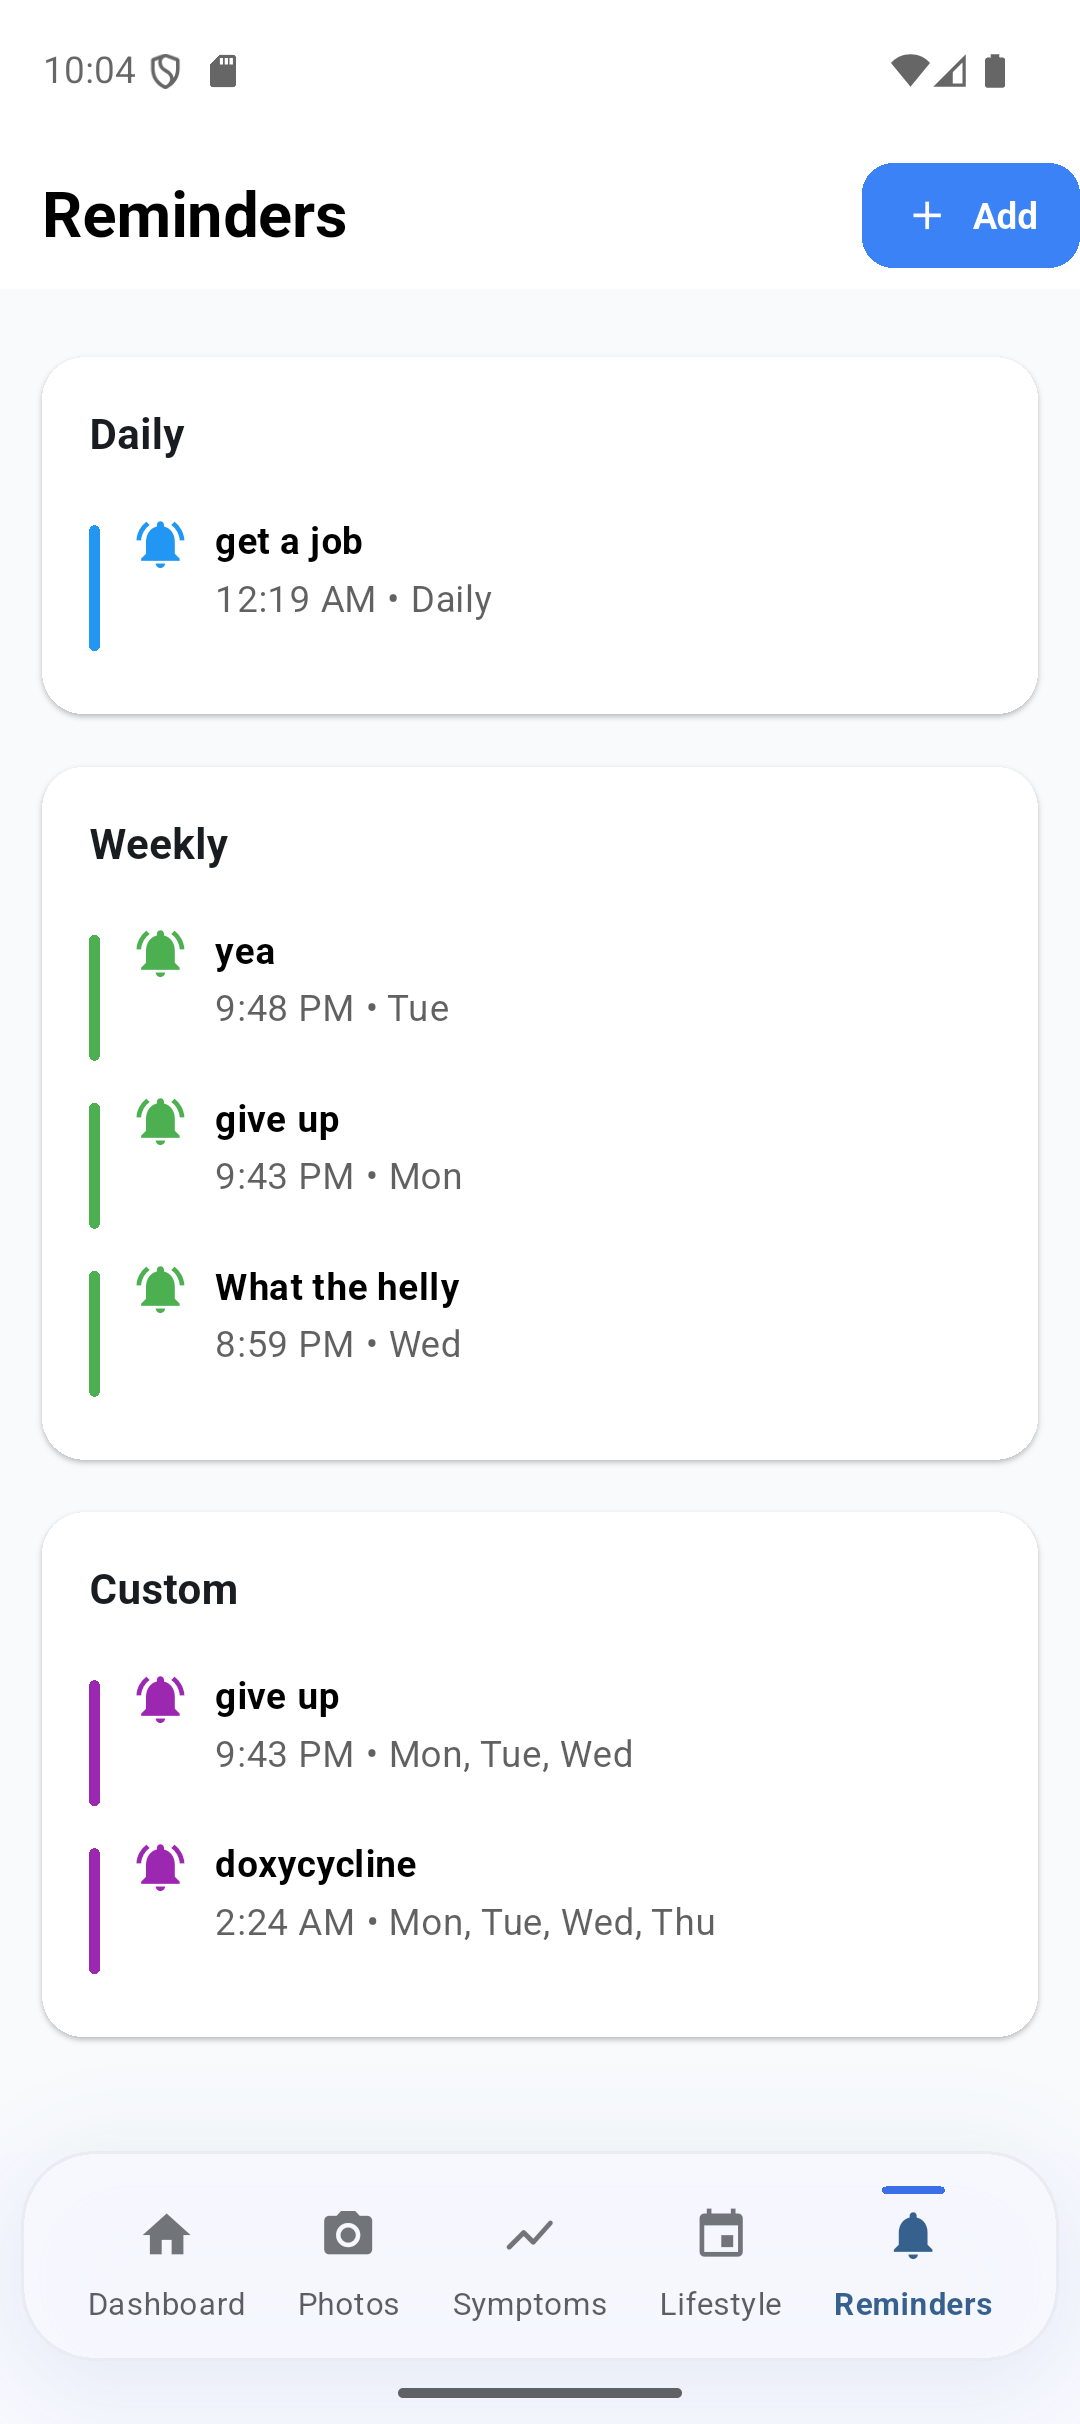 10:04
Reminders
+ Add
Daily
get a job
12:19 AM • Daily
Weekly
yea
9:48 PM • Tue
give up
9:43 PM • Mon
What the helly
8:59 PM • Wed
Custom
give up
9:43 PM • Mon, Tue, Wed
doxycycline
2:24 AM • Mon, Tue, Wed, Thu
Dashboard Photos Symptoms Lifestyle Reminders